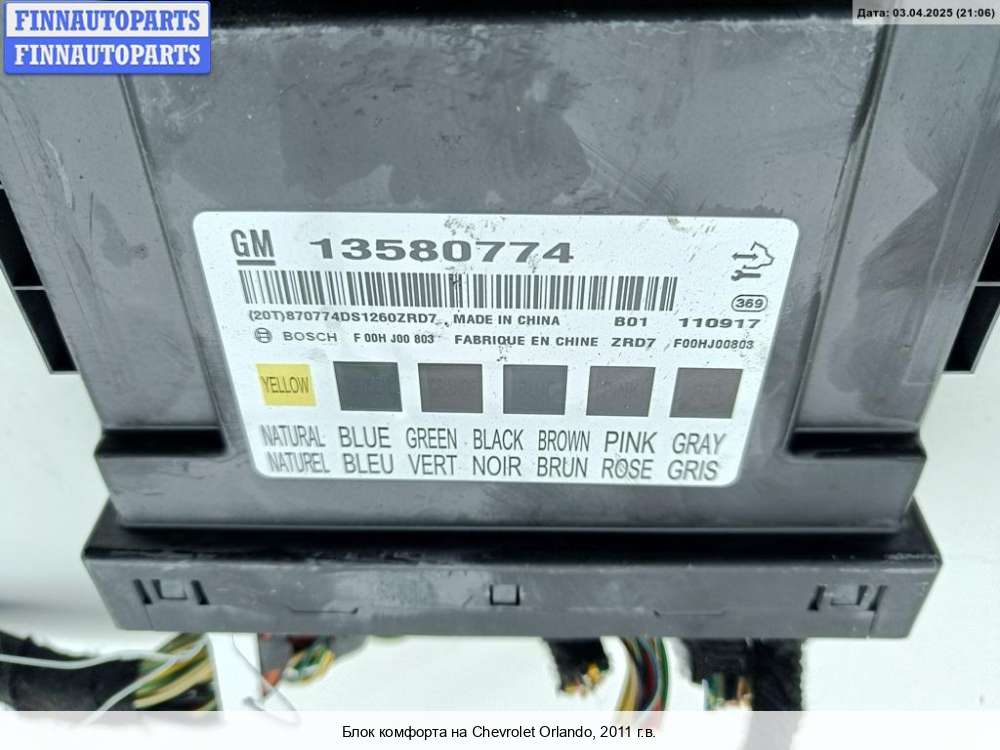 FINNAUTOPARTS
FINNAUTOPARTS
Дата: 03.04.2025 (21:06)
GM 13580774
369
(20T)870774DS1260ZRD7 MADE IN CHINA B01 110917
BOSCH F 00H J00 803 FABRIQUE EN CHINE ZRD7 F00HJ00803
YELLOW
NATURAL BLUE GREEN BLACK BROWN PINK GRAY
NATUREL BLEU VERT NOIR BRUN ROSE GRIS
Блок комфорта на Chevrolet Orlando, 2011 г.в.